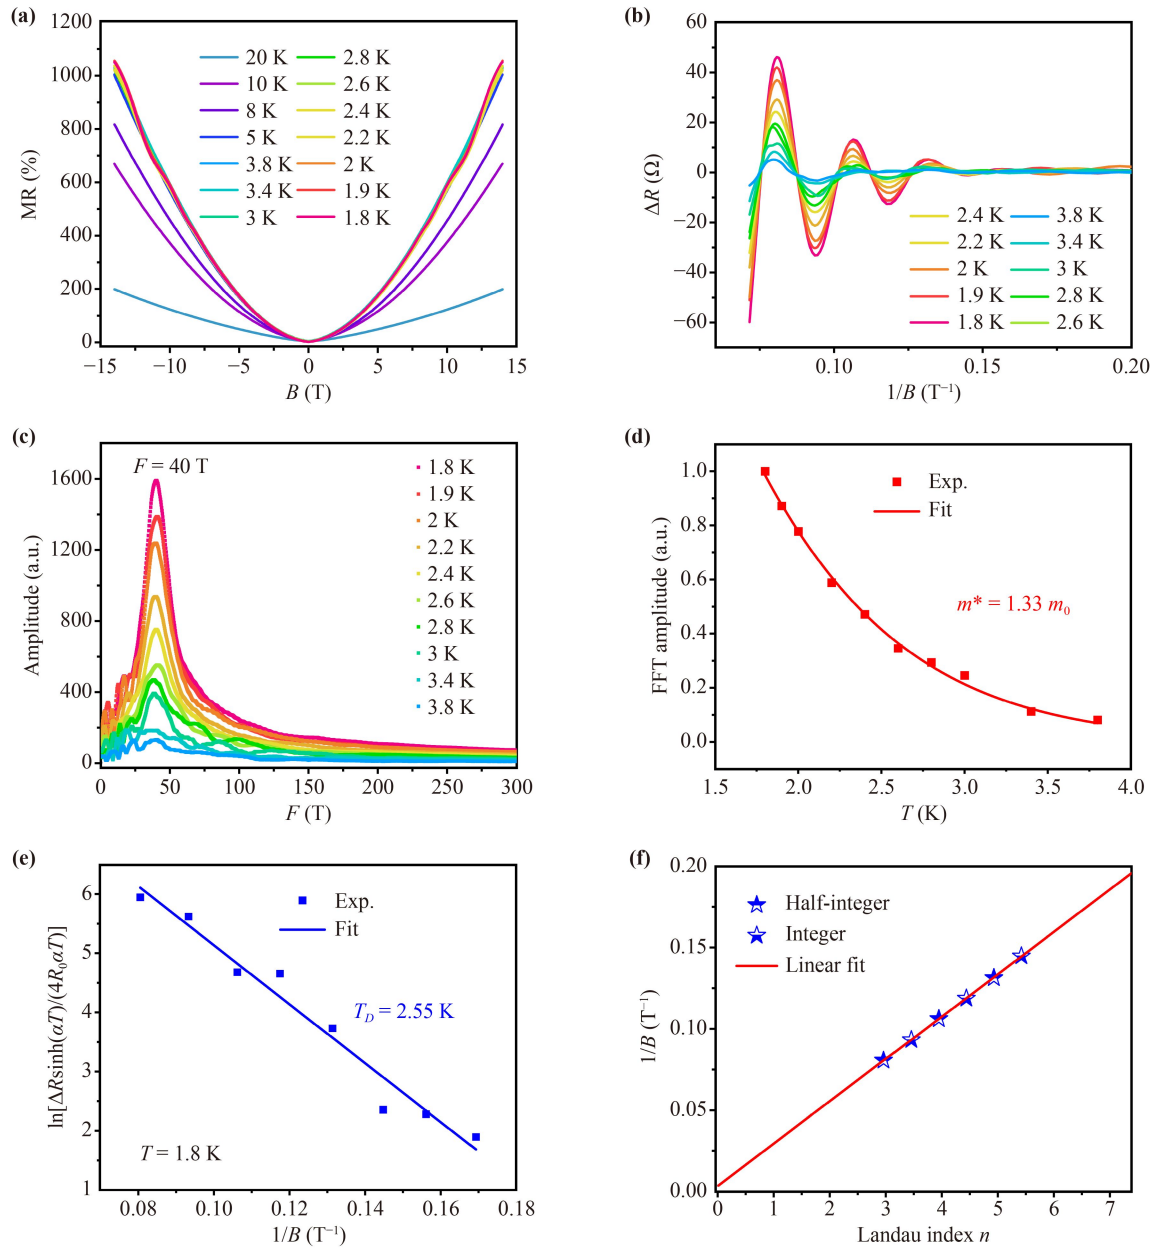 (a)
1200
1000
800
600
400
200
0
MR (%)
20 K 2.8 K
10 K 2.6 K
8 K 2.4 K
5 K 2.2 K
3.8 K 2 K
3.4 K 1.9 K
3 K 1.8 K
−15 −10 −5 0 5 10 15
B (T)
(b)
60
40
20
0
−20
−40
−60
ΔR (Ω)
2.4 K 3.8 K
2.2 K 3.4 K
2 K 3 K
1.9 K 2.8 K
1.8 K 2.6 K
0.10 0.15 0.20
1/B (T⁻¹)
(c)
F = 40 T
1600
1200
800
400
0
Amplitude (a.u.)
1.8 K
1.9 K
2 K
2.2 K
2.4 K
2.6 K
2.8 K
3 K
3.4 K
3.8 K
0 50 100 150 200 250 300
F (T)
(d)
1.0
0.8
0.6
0.4
0.2
0.0
FFT amplitude (a.u.)
Exp.
Fit
m* = 1.33 m₀
1.5 2.0 2.5 3.0 3.5 4.0
T (K)
(e)
6
5
4
3
2
1
ln[ΔRsinh(αT)/(4R₀αT)]
Exp.
Fit
T_D = 2.55 K
T = 1.8 K
0.08 0.10 0.12 0.14 0.16 0.18
1/B (T⁻¹)
(f)
0.20
0.15
0.10
0.05
0.00
1/B (T⁻¹)
Half-integer
Integer
Linear fit
0 1 2 3 4 5 6 7
Landau index n